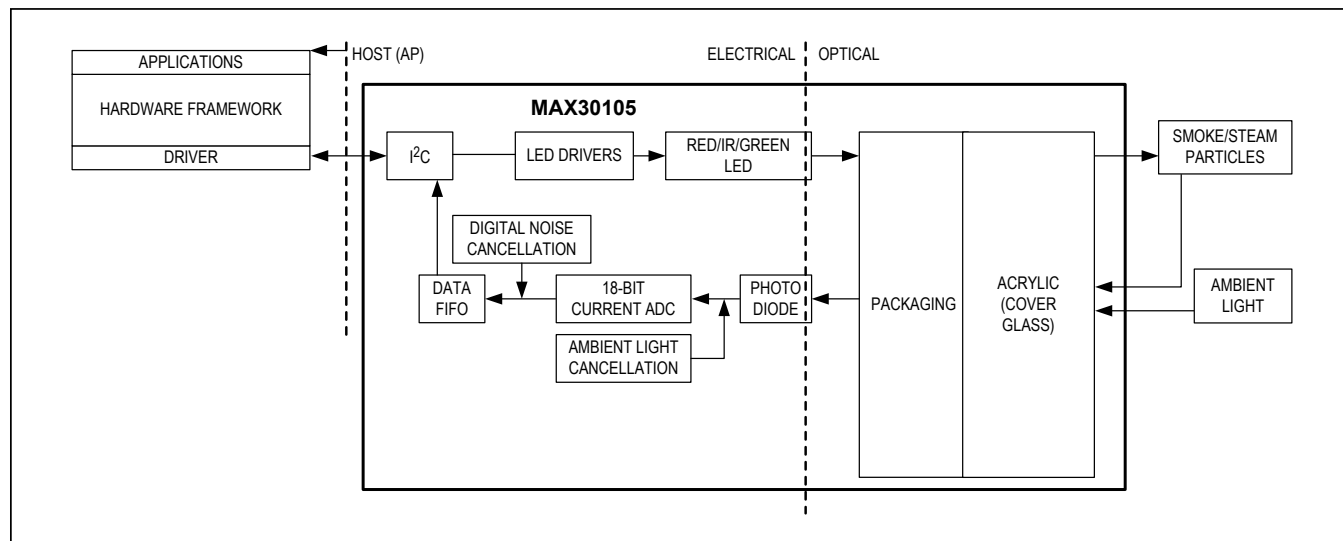 APPLICATIONS
HARDWARE FRAMEWORK
DRIVER
HOST (AP)
ELECTRICAL
OPTICAL
MAX30105
I²C
LED DRIVERS
RED/IR/GREEN
LED
SMOKE/STEAM
PARTICLES
DIGITAL NOISE
CANCELLATION
DATA
FIFO
18-BIT
CURRENT ADC
PHOTO
DIODE
AMBIENT LIGHT
CANCELLATION
PACKAGING
ACRYLIC
(COVER
GLASS)
AMBIENT
LIGHT